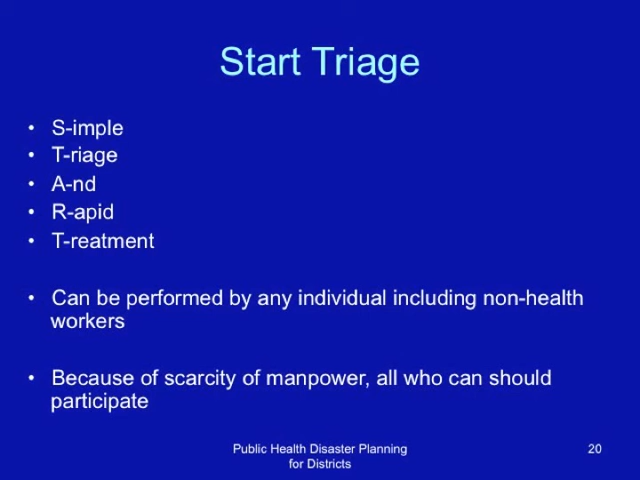 Start Triage
• S-imple
• T-riage
• A-nd
• R-apid
• T-reatment
• Can be performed by any individual including non-health
workers
• Because of scarcity of manpower, all who can should
participate
Public Health Disaster Planning
for Districts
20